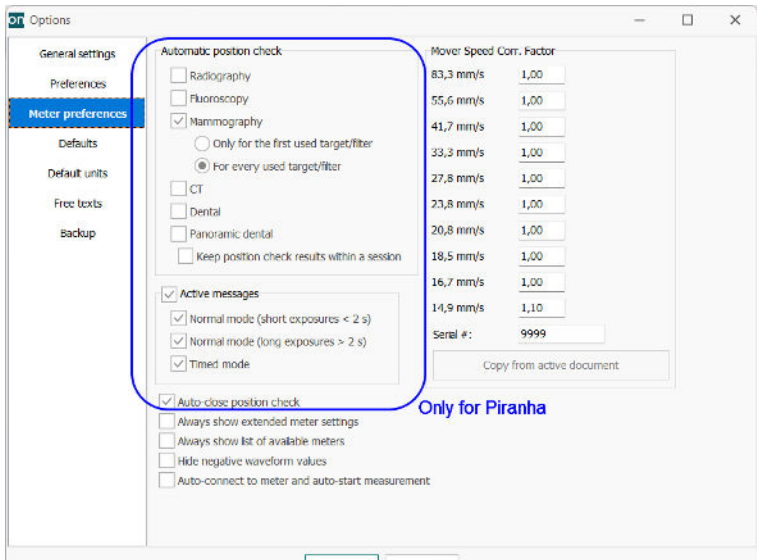 on Options
General settings
Preferences
Meter preferences
Defaults
Default units
Free texts
Backup
Automatic position check
Radiography
Fluoroscopy
Mammography
Only for the first used target/filter
For every used target/filter
CT
Dental
Panoramic dental
Keep position check results within a session
Active messages
Normal mode (short exposures < 2 s)
Normal mode (long exposures > 2 s)
Timed mode
Auto-close position check
Always show extended meter settings
Always show list of available meters
Hide negative waveform values
Auto-connect to meter and auto-start measurement
Mover Speed Corr. Factor
83,3 mm/s 1,00
55,6 mm/s 1,00
41,7 mm/s 1,00
33,3 mm/s 1,00
27,8 mm/s 1,00
23,8 mm/s 1,00
20,8 mm/s 1,00
18,5 mm/s 1,00
16,7 mm/s 1,00
14,9 mm/s 1,10
Serial #: 9999
Copy from active document
Only for Piranha